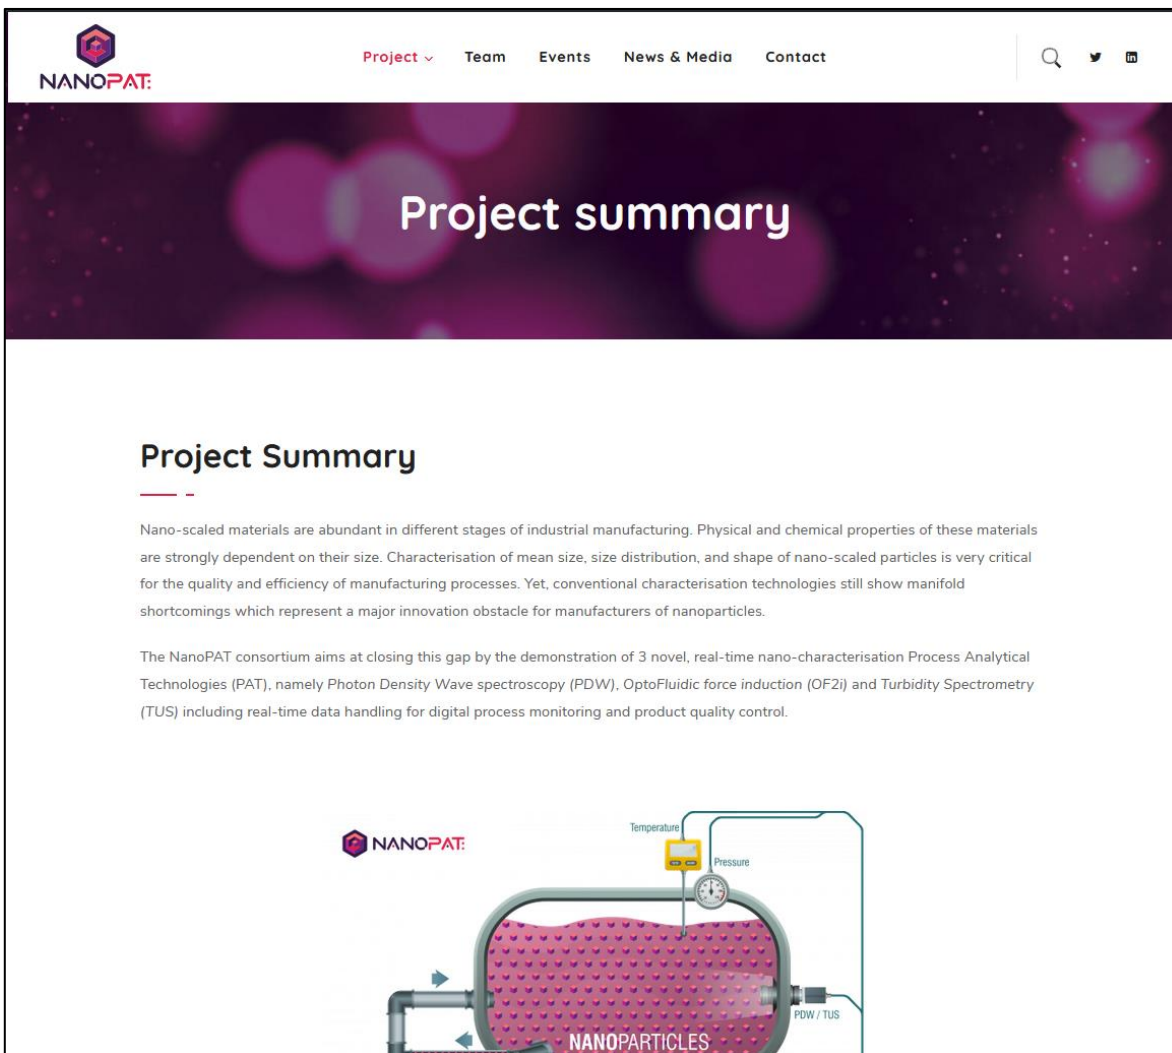 NANOPAT:
Project Team Events News & Media Contact
Project summary
Project Summary
Nano-scaled materials are abundant in different stages of industrial manufacturing. Physical and chemical properties of these materials
are strongly dependent on their size. Characterisation of mean size, size distribution, and shape of nano-scaled particles is very critical
for the quality and efficiency of manufacturing processes. Yet, conventional characterisation technologies still show manifold
shortcomings which represent a major innovation obstacle for manufacturers of nanoparticles.
The NanoPAT consortium aims at closing this gap by the demonstration of 3 novel, real-time nano-characterisation Process Analytical
Technologies (PAT), namely Photon Density Wave spectroscopy (PDW), OptoFluidic force induction (OF2i) and Turbidity Spectrometry
(TUS) including real-time data handling for digital process monitoring and product quality control.
NANOPAT:
Temperature
Pressure
PDW / TUS
NANOPARTICLES